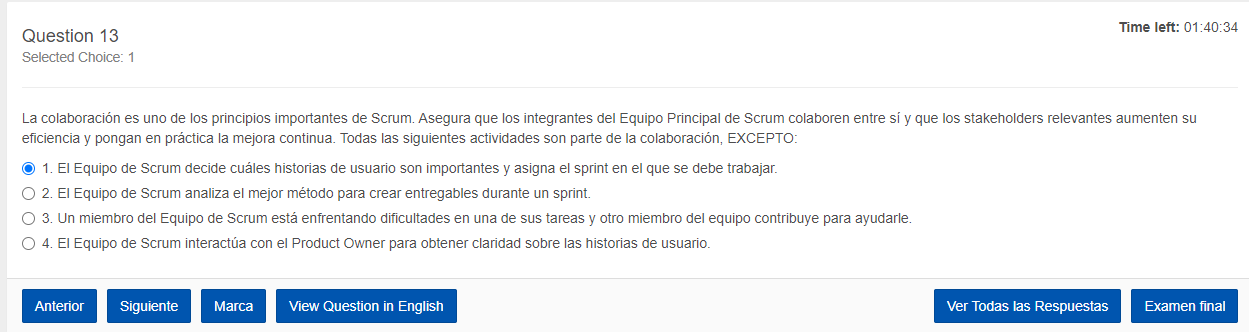 Question 13
Time left: 01:40:34
Selected Choice: 1
La colaboración es uno de los principios importantes de Scrum. Asegura que los integrantes del Equipo Principal de Scrum colaboren entre sí y que los stakeholders relevantes aumenten su
eficiencia y pongan en práctica la mejora continua. Todas las siguientes actividades son parte de la colaboración, EXCEPTO:
1. El Equipo de Scrum decide cuáles historias de usuario son importantes y asigna el sprint en el que se debe trabajar.
2. El Equipo de Scrum analiza el mejor método para crear entregables durante un sprint.
3. Un miembro del Equipo de Scrum está enfrentando dificultades en una de sus tareas y otro miembro del equipo contribuye para ayudarle.
4. El Equipo de Scrum interactúa con el Product Owner para obtener claridad sobre las historias de usuario.
Anterior Siguiente Marca View Question in English Ver Todas las Respuestas Examen final